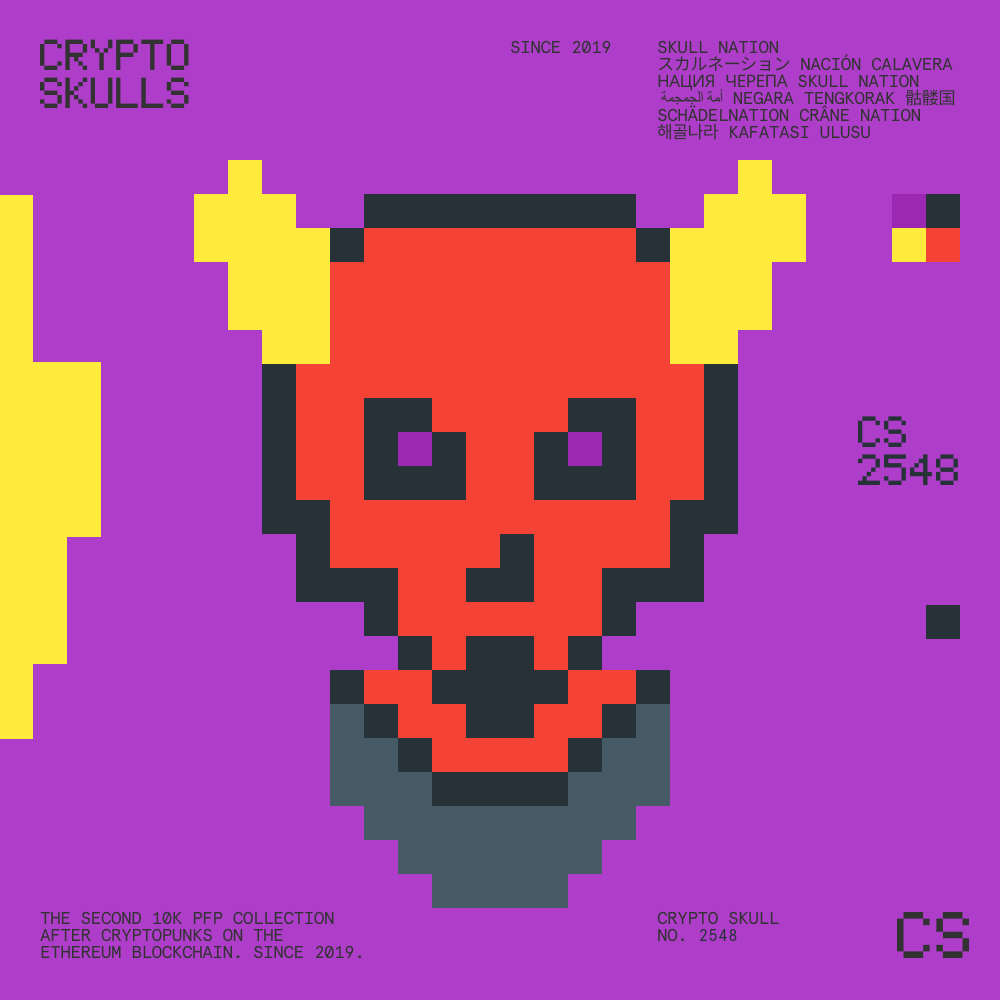 CRYPTO
SKULLS
SINCE 2019
SKULL NATION
スカルネーション NACIÓN CALAVERA
НАЦИЯ ЧЕРЕПА SKULL NATION
أمة الجمجمة NEGARA TENGKORAK 骷髅国
SCHÄDELNATION CRÂNE NATION
해골나라 KAFATASI ULUSU
CS
2548
THE SECOND 10K PFP COLLECTION
AFTER CRYPTOPUNKS ON THE
ETHEREUM BLOCKCHAIN. SINCE 2019.
CRYPTO SKULL
NO. 2548
CS